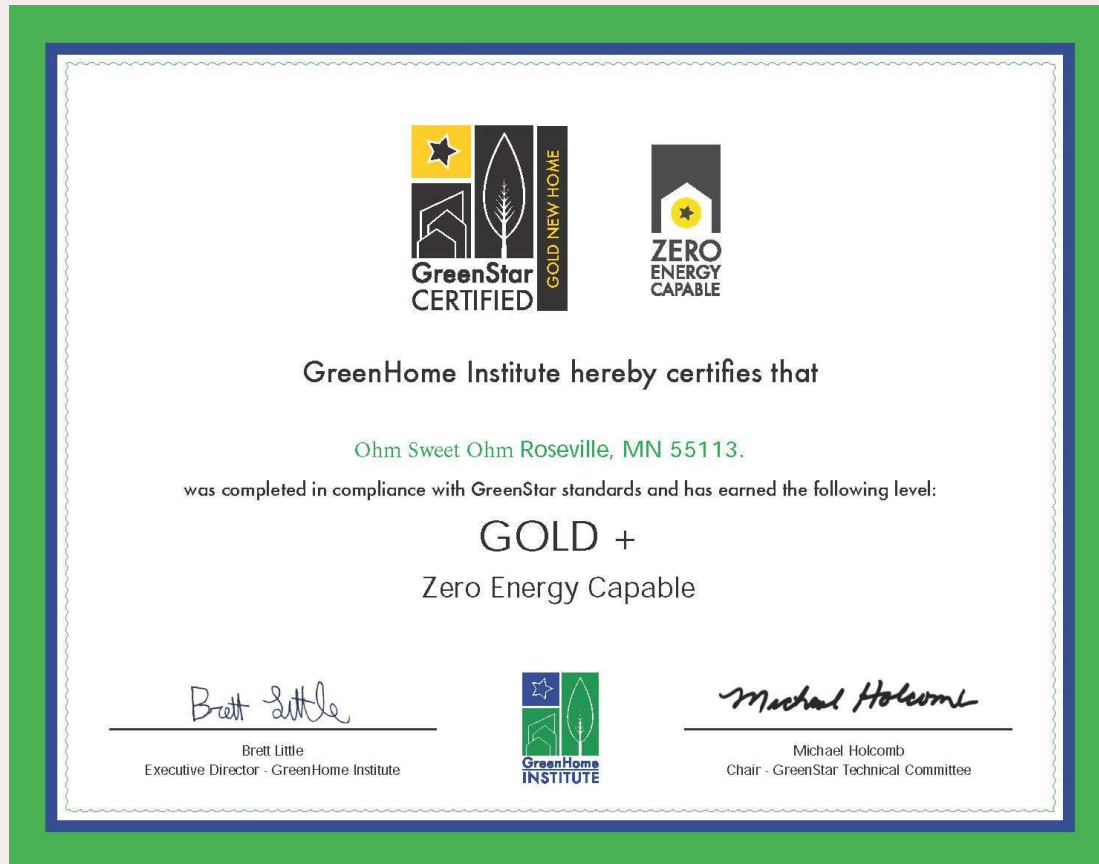 GreenStar
CERTIFIED
GOLD NEW HOME
ZERO
ENERGY
CAPABLE
GreenHome Institute hereby certifies that
Ohm Sweet Ohm Roseville, MN 55113.
was completed in compliance with GreenStar standards and has earned the following level:
GOLD +
Zero Energy Capable
Brett Little
Brett Little
Executive Director - GreenHome Institute
GreenHome
INSTITUTE
Michael Holcomb
Michael Holcomb
Chair - GreenStar Technical Committee